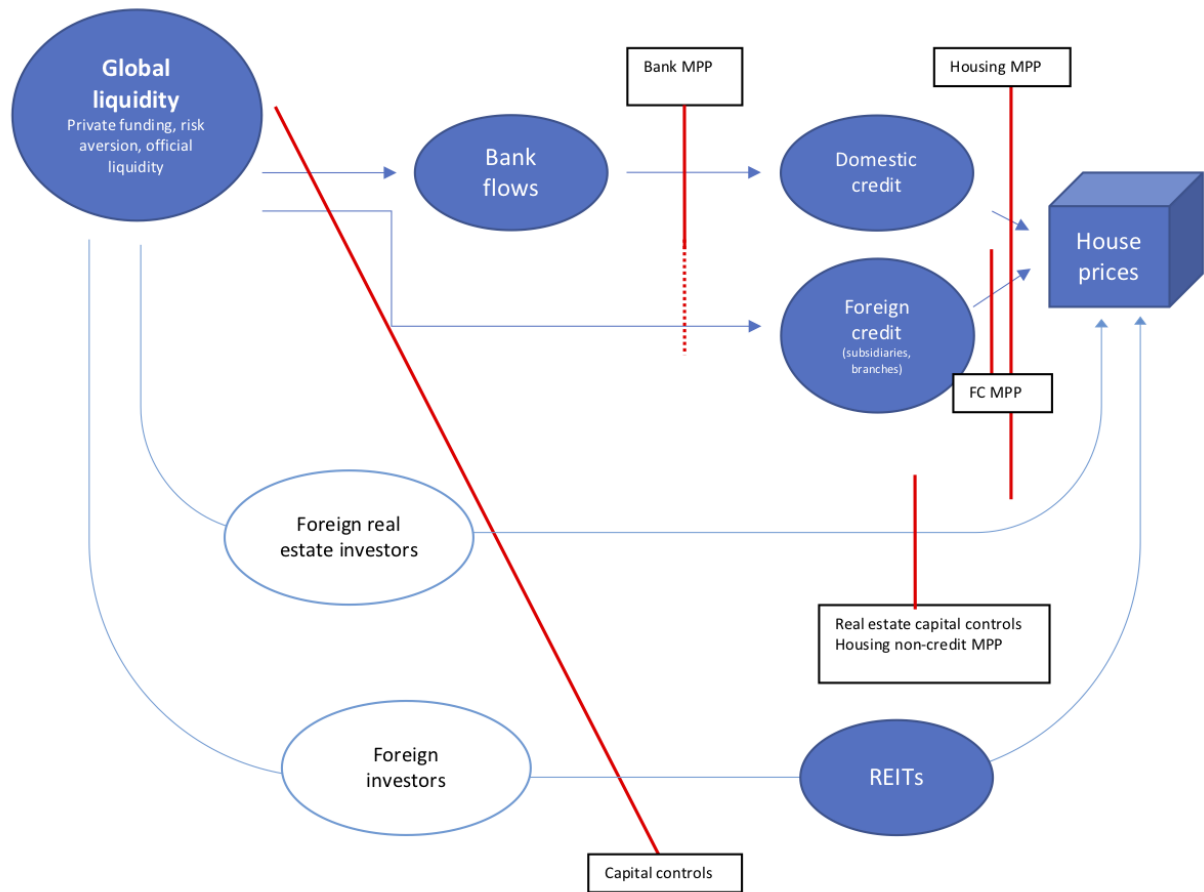 Global
liquidity
Private funding, risk
aversion, official
liquidity
Bank MPP
Housing MPP
Bank
flows
Domestic
credit
House
prices
Foreign
credit
(subsidiaries,
branches)
FC MPP
Foreign real
estate investors
Real estate capital controls
Housing non-credit MPP
Foreign
investors
REITs
Capital controls